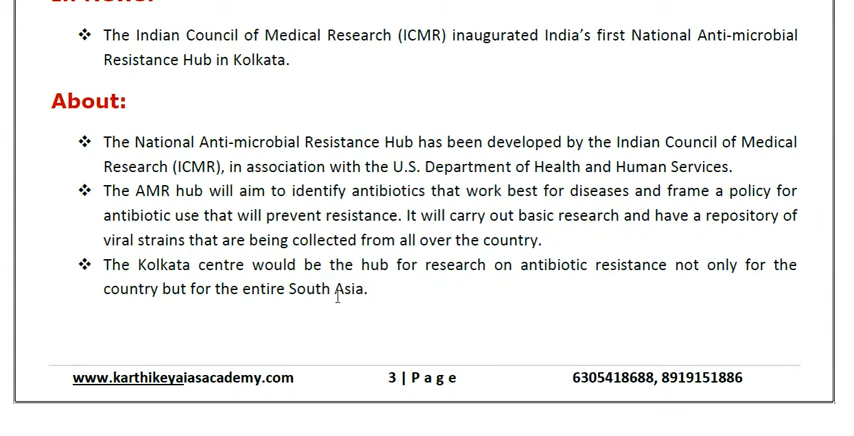 ❖ The Indian Council of Medical Research (ICMR) inaugurated India's first National Anti-microbial
Resistance Hub in Kolkata.
About:
❖ The National Anti-microbial Resistance Hub has been developed by the Indian Council of Medical
Research (ICMR), in association with the U.S. Department of Health and Human Services.
❖ The AMR hub will aim to identify antibiotics that work best for diseases and frame a policy for
antibiotic use that will prevent resistance. It will carry out basic research and have a repository of
viral strains that are being collected from all over the country.
❖ The Kolkata centre would be the hub for research on antibiotic resistance not only for the
country but for the entire South Asia.
www.karthikeyaiasacademy.com 3 | P a g e 6305418688, 8919151886